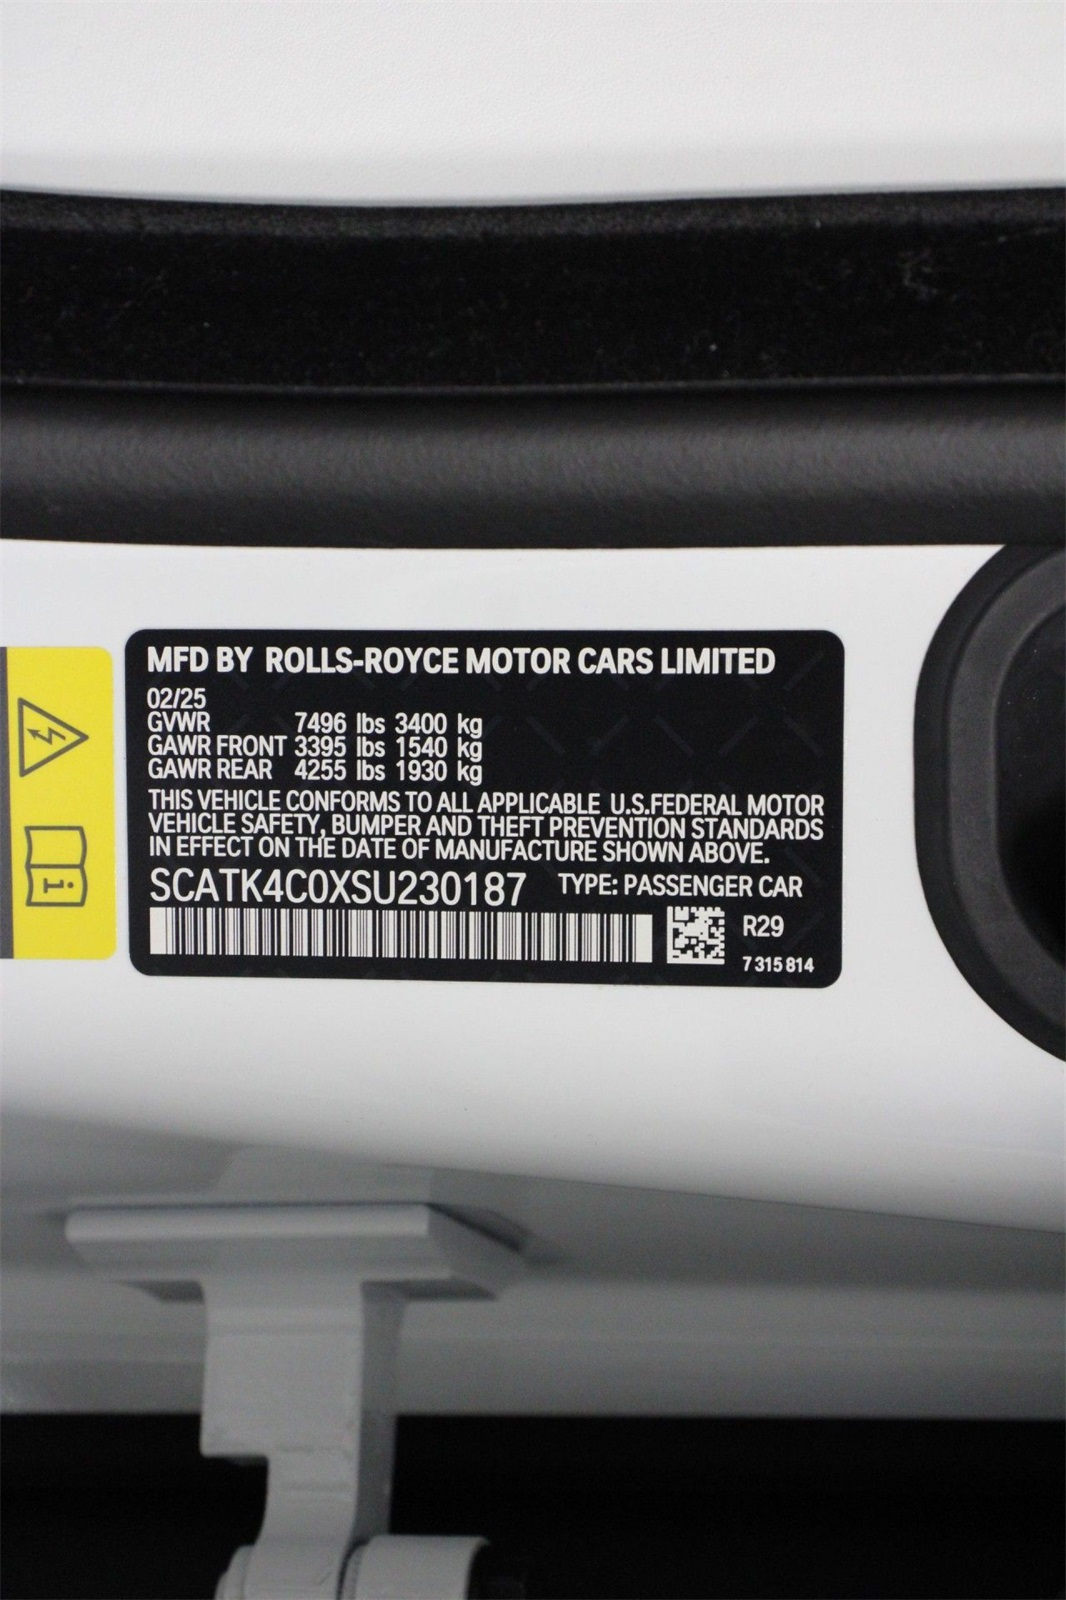 MFD BY ROLLS-ROYCE MOTOR CARS LIMITED
02/25
GVWR 7496 lbs 3400 kg
GAWR FRONT 3395 lbs 1540 kg
GAWR REAR 4255 lbs 1930 kg
THIS VEHICLE CONFORMS TO ALL APPLICABLE U.S.FEDERAL MOTOR
VEHICLE SAFETY, BUMPER AND THEFT PREVENTION STANDARDS
IN EFFECT ON THE DATE OF MANUFACTURE SHOWN ABOVE.
SCATK4C0XSU230187 TYPE: PASSENGER CAR
R29
7 315 814